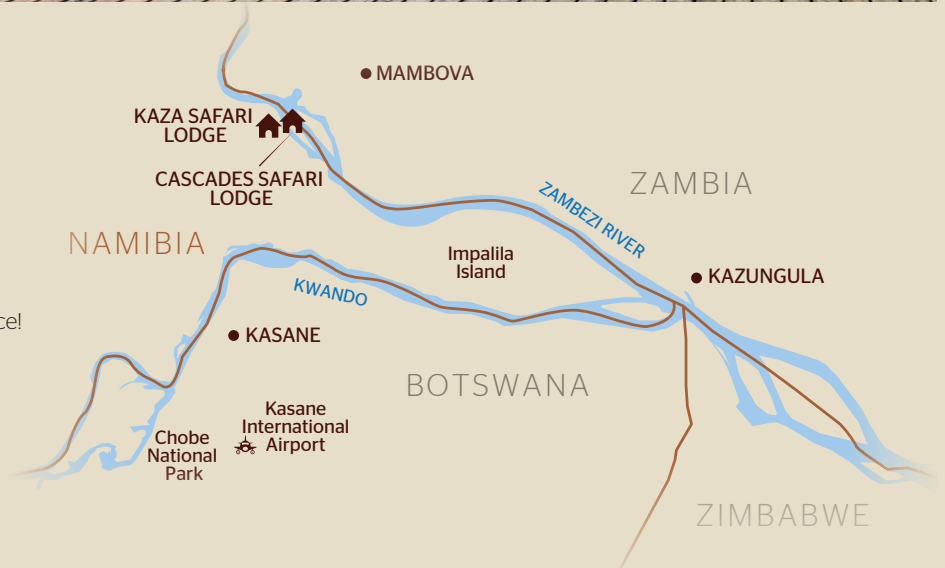 MAMBOVA
KAZA SAFARI
LODGE
CASCADES SAFARI
LODGE
ZAMBIA
ZAMBEZI RIVER
NAMIBIA
Impalila
Island
KAZUNGULA
KWANDO
ce!
KASANE
BOTSWANA
Kasane
International
Airport
Chobe
National
Park
ZIMBABWE